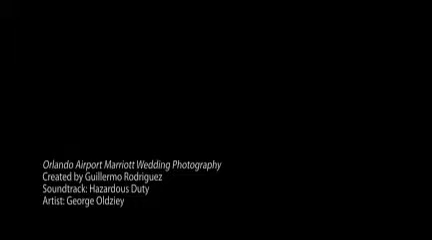 Orlando Airport Marriott Wedding Photography
Created by Guillermo Rodriguez
Soundtrack: Hazardous Duty
Artist: George Oldziey